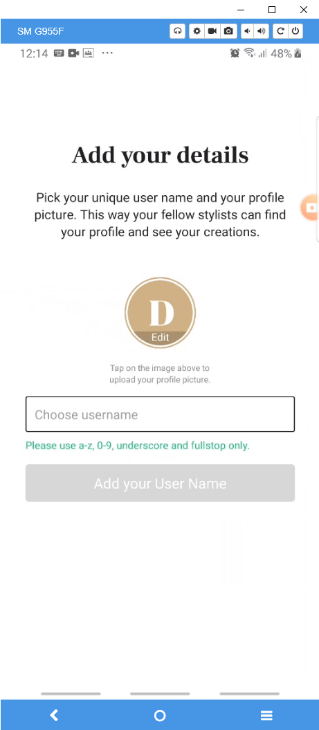 SM G955F
12:14
48%
Add your details
Pick your unique user name and your profile
picture. This way your fellow stylists can find
your profile and see your creations.
D
Edit
Tap on the image above to
upload your profile picture.
Choose username
Please use a-z, 0-9, underscore and fullstop only.
Add your User Name